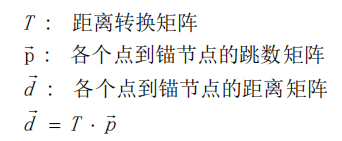 T： 距离转换矩阵
p⃗： 各个点到锚节点的跳数矩阵
d⃗： 各个点到锚节点的距离矩阵
d⃗ = T · p⃗